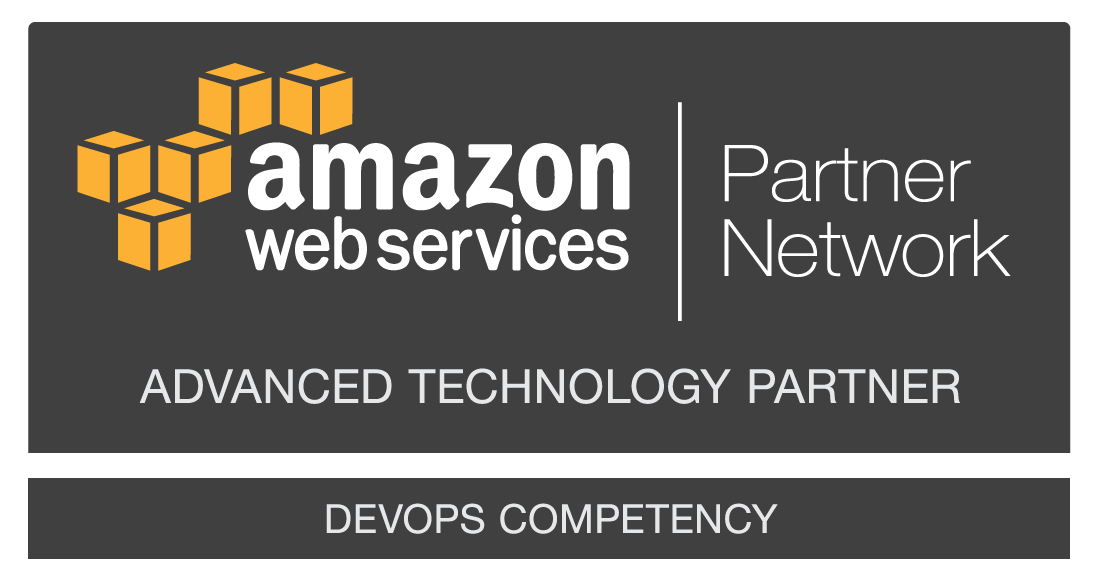 amazon
web services
Partner
Network
ADVANCED TECHNOLOGY PARTNER
DEVOPS COMPETENCY